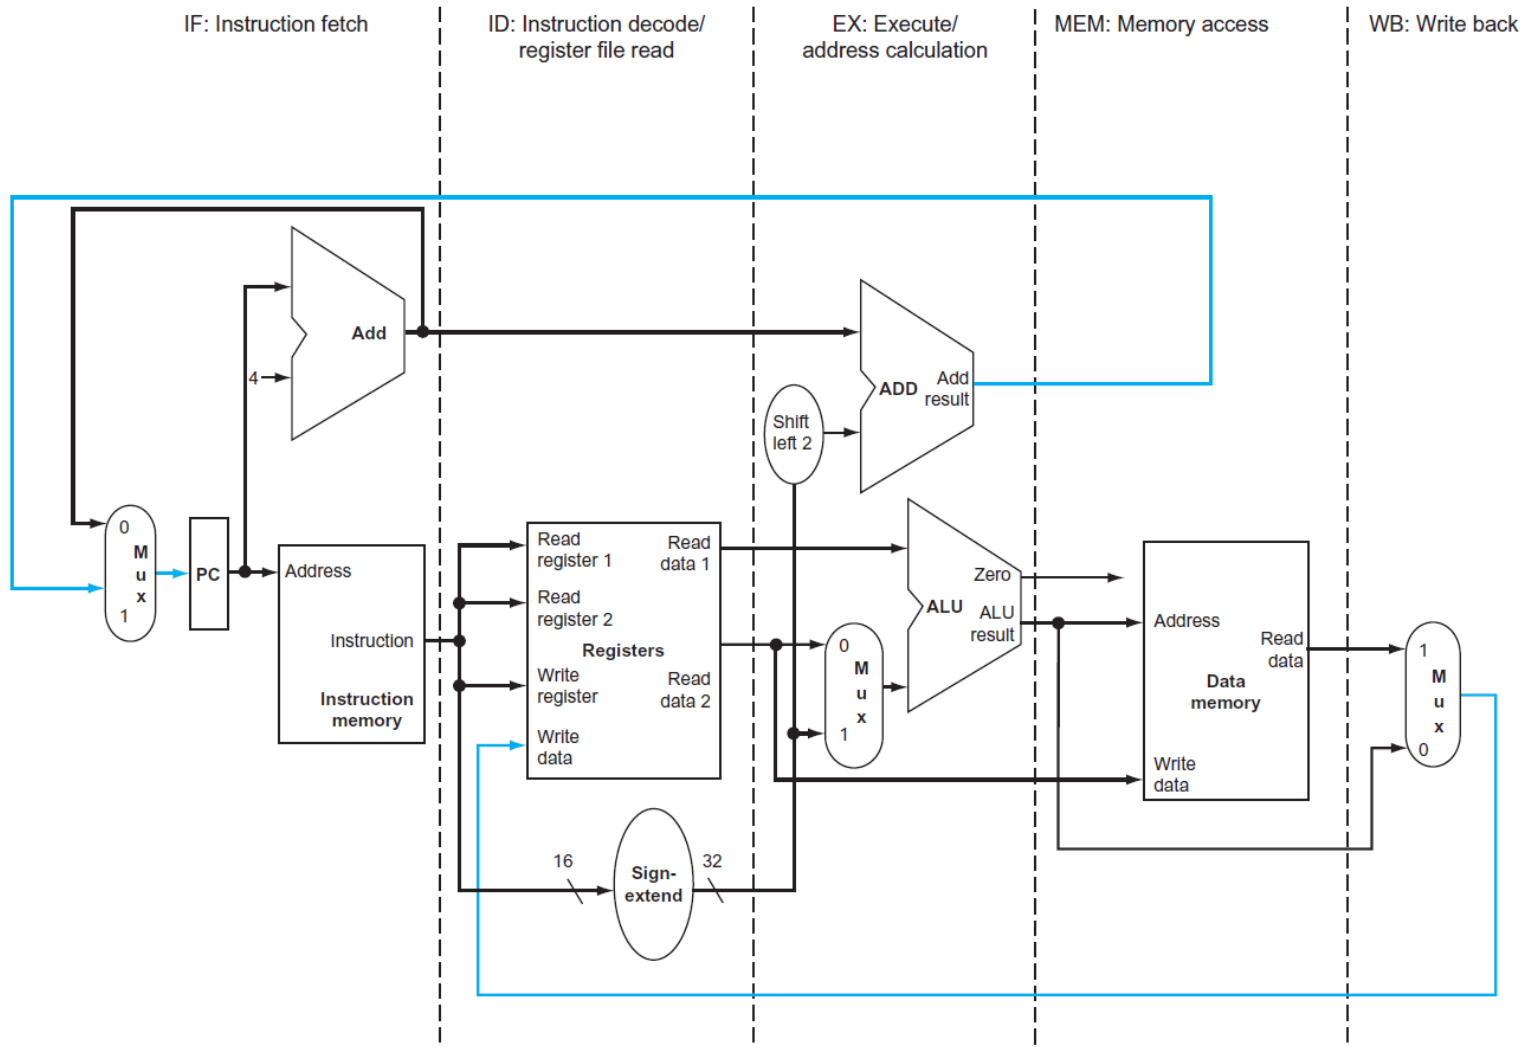 IF: Instruction fetch
ID: Instruction decode/
register file read
EX: Execute/
address calculation
MEM: Memory access
WB: Write back
Add
4
ADD
Add
result
Shift
left 2
0
M
u
x
1
PC
Address
Instruction
Instruction
memory
Read
register 1
Read
data 1
Read
register 2
Registers
Write
register
Read
data 2
Write
data
16
Sign-
extend
32
0
M
u
x
1
Zero
ALU
ALU
result
Address
Read
data
Data
memory
Write
data
1
M
u
x
0